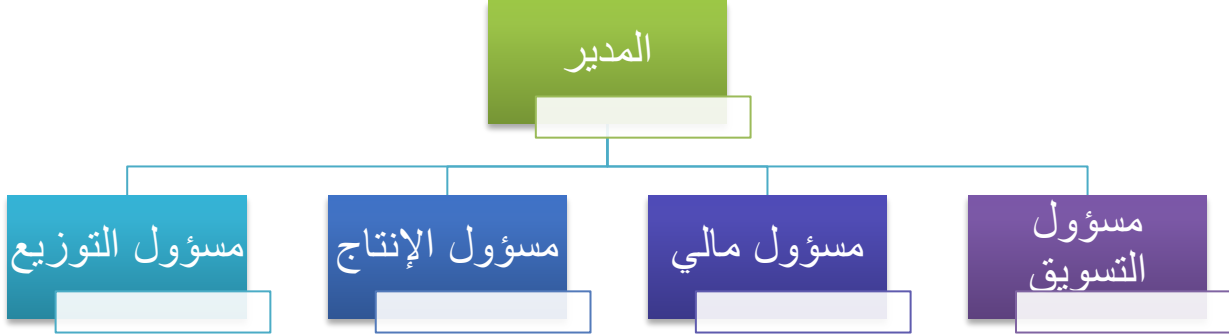 المدير
مسؤول
التسويق
مسؤول مالي
مسؤول الإنتاج
مسؤول التوزيع